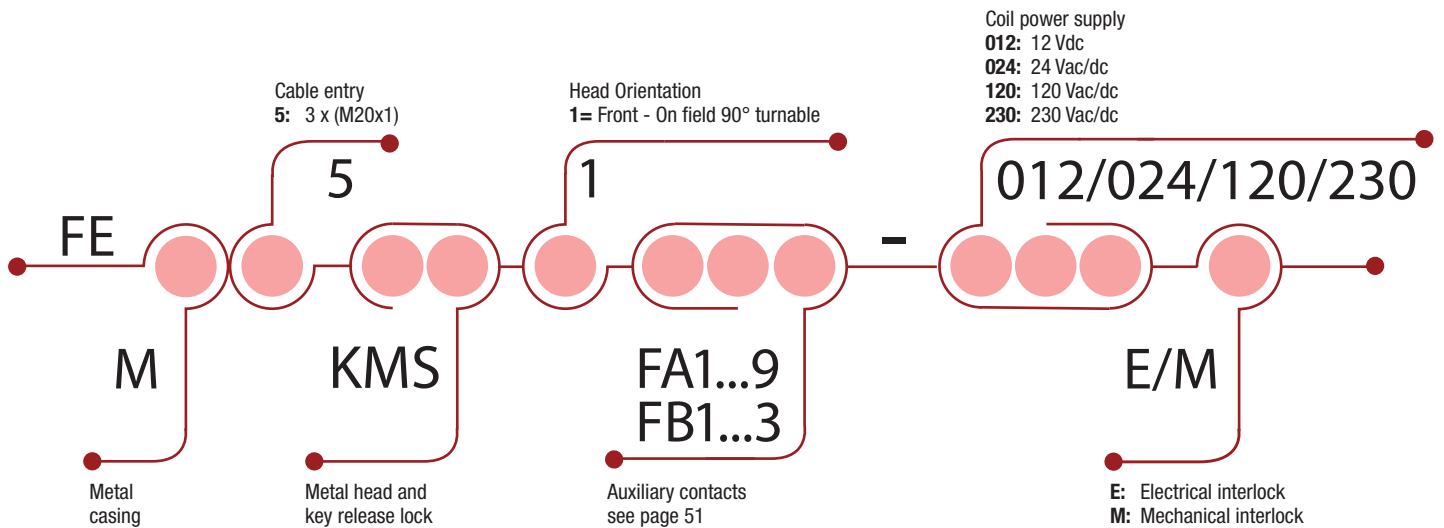 Coil power supply
012: 12 Vdc
024: 24 Vac/dc
120: 120 Vac/dc
230: 230 Vac/dc
Cable entry
5: 3 x (M20x1)
Head Orientation
1= Front - On field 90° turnable
5
1
012/024/120/230
FE
-
M
KMS
FA1...9
FB1...3
E/M
Metal
casing
Metal head and
key release lock
Auxiliary contacts
see page 51
E: Electrical interlock
M: Mechanical interlock